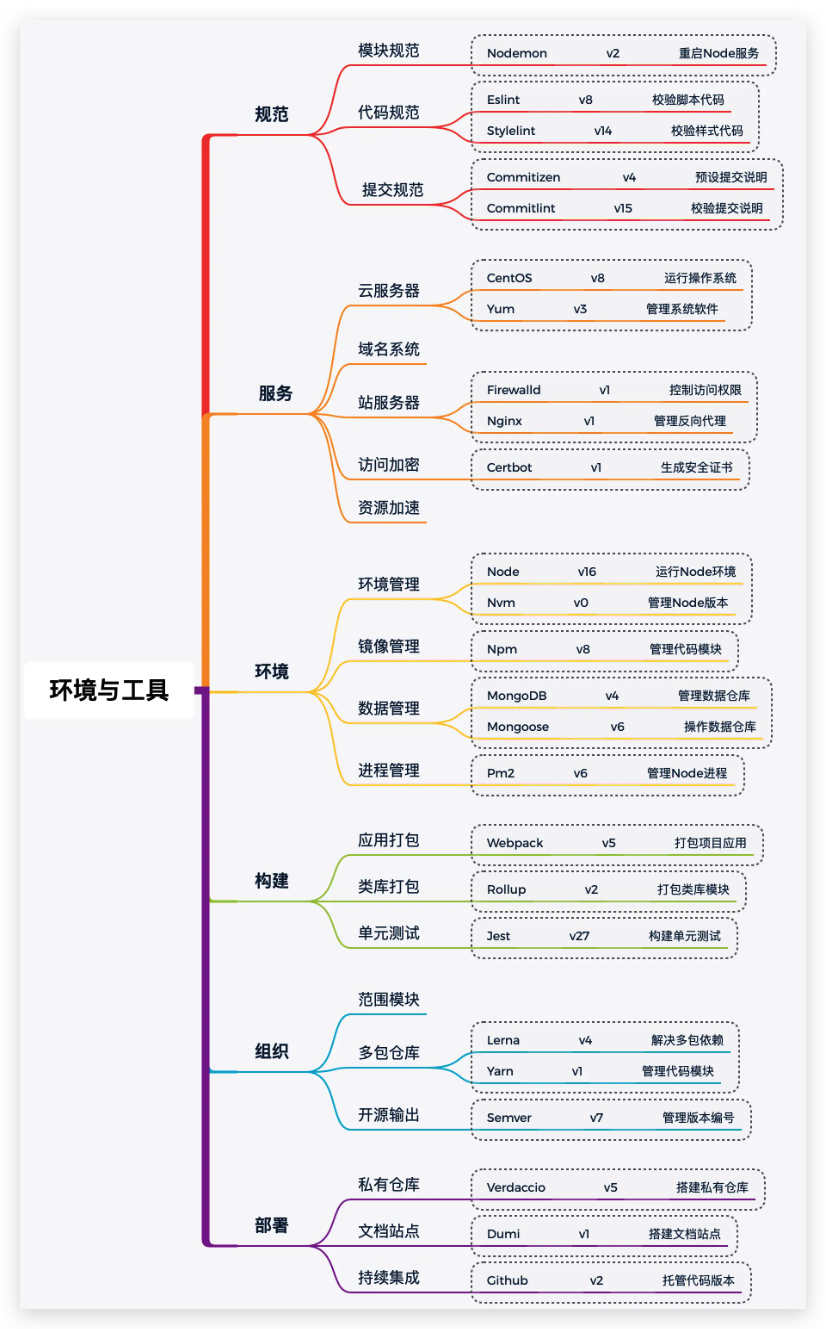 环境与工具
规范
模块规范
Nodemon v2 重启Node服务
代码规范
Eslint v8 校验脚本代码
Stylelint v14 校验样式代码
提交规范
Commitizen v4 预设提交说明
Commitlint v15 校验提交说明
服务
云服务器
CentOS v8 运行操作系统
Yum v3 管理系统软件
域名系统
站服务器
Firewalld v1 控制访问权限
Nginx v1 管理反向代理
访问加密
Certbot v1 生成安全证书
资源加速
环境
环境管理
Node v16 运行Node环境
Nvm v0 管理Node版本
镜像管理
Npm v8 管理代码模块
数据管理
MongoDB v4 管理数据仓库
Mongoose v6 操作数据仓库
进程管理
Pm2 v6 管理Node进程
构建
应用打包
Webpack v5 打包项目应用
类库打包
Rollup v2 打包类库模块
单元测试
Jest v27 构建单元测试
组织
范围模块
多包仓库
Lerna v4 解决多包依赖
Yarn v1 管理代码模块
开源输出
Semver v7 管理版本编号
部署
私有仓库
Verdaccio v5 搭建私有仓库
文档站点
Dumi v1 搭建文档站点
持续集成
Github v2 托管代码版本